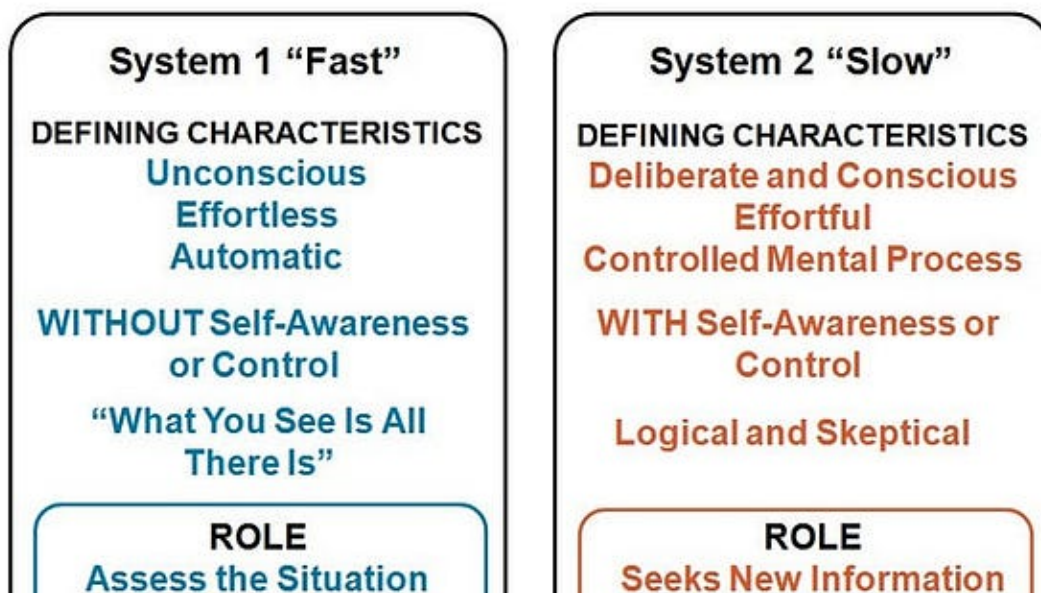 System 1 “Fast”
DEFINING CHARACTERISTICS
Unconscious
Effortless
Automatic
WITHOUT Self-Awareness
or Control
“What You See Is All
There Is”
ROLE
Assess the Situation
System 2 “Slow”
DEFINING CHARACTERISTICS
Deliberate and Conscious
Effortful
Controlled Mental Process
WITH Self-Awareness or
Control
Logical and Skeptical
ROLE
Seeks New Information